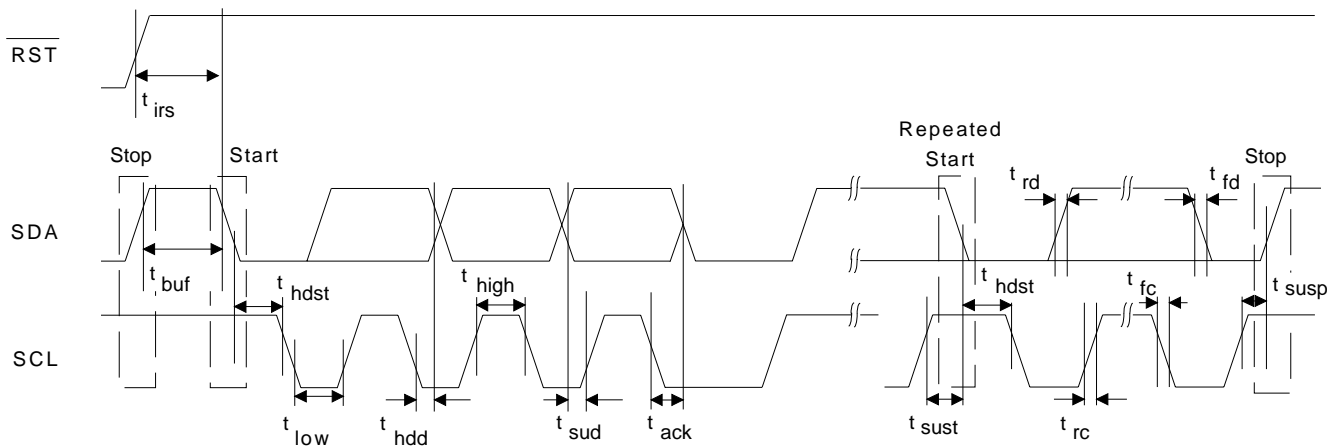 RST
t irs
Repeated
Stop Start Start Stop
t rd t fd
SDA
t buf t hdst t high t hdst t fc t susp
SCL
t low t hdd t sud t ack t sust t rc